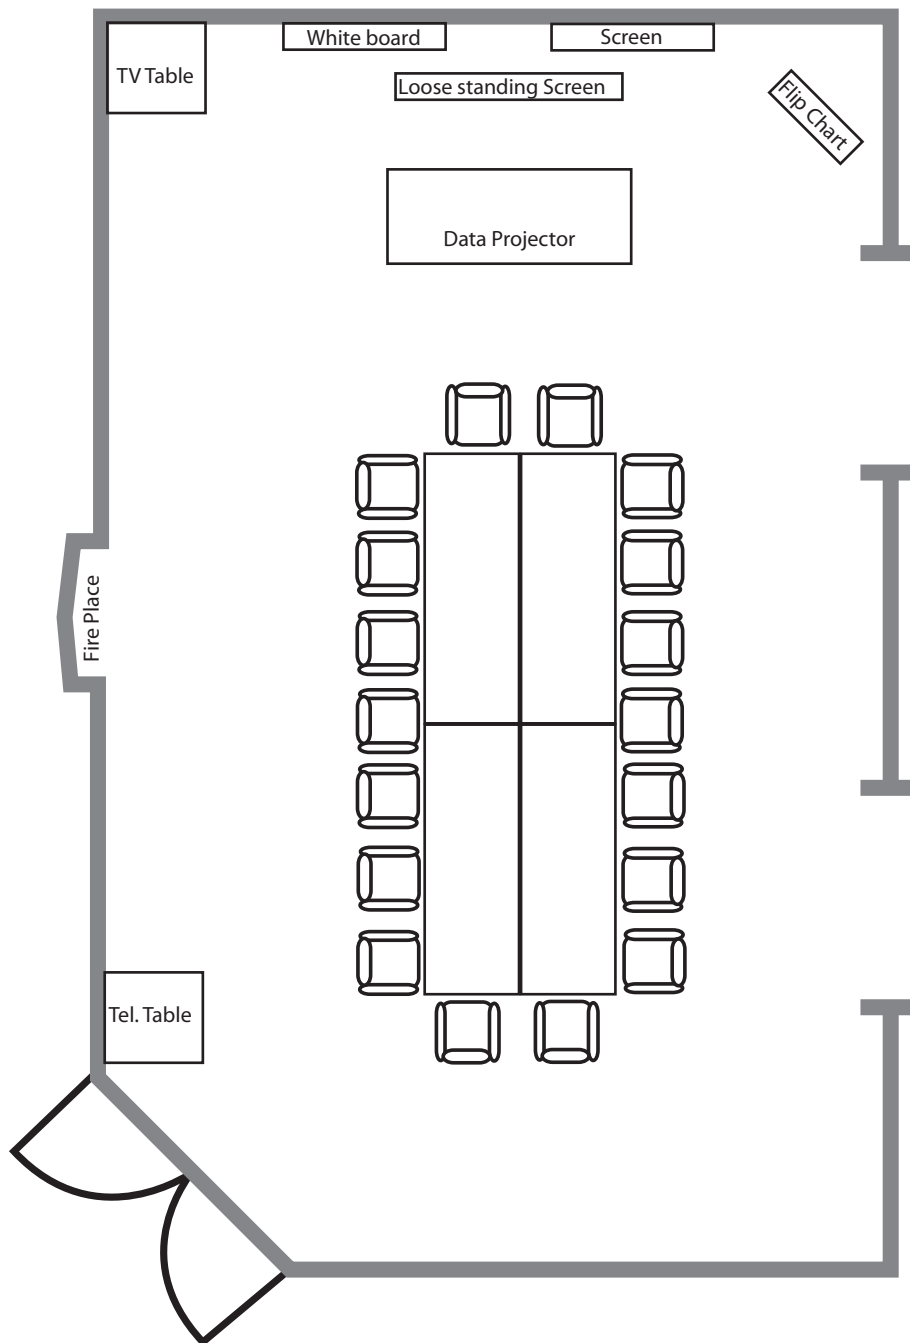 White board
Screen
TV Table
Loose standing Screen
Flip Chart
Data Projector
Fire Place
Tel. Table